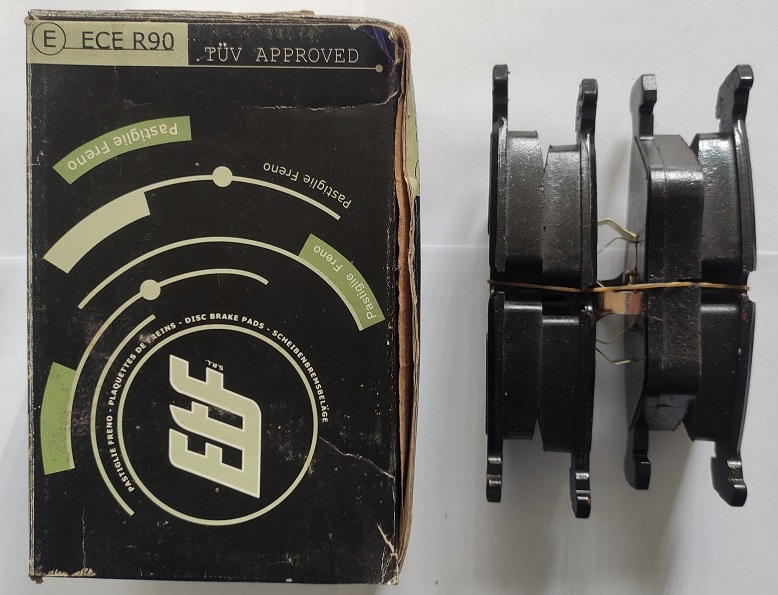 E ECE R90
TÜV APPROVED
Pastiglie Freno
Pastiglie Freno
Pastiglie Freno
PASTIGLIE FRENO - PLAQUETTES DE FREINS - DISC BRAKE PADS - SCHEIBENBREMSBELÄGE
EtF
S.R.L.